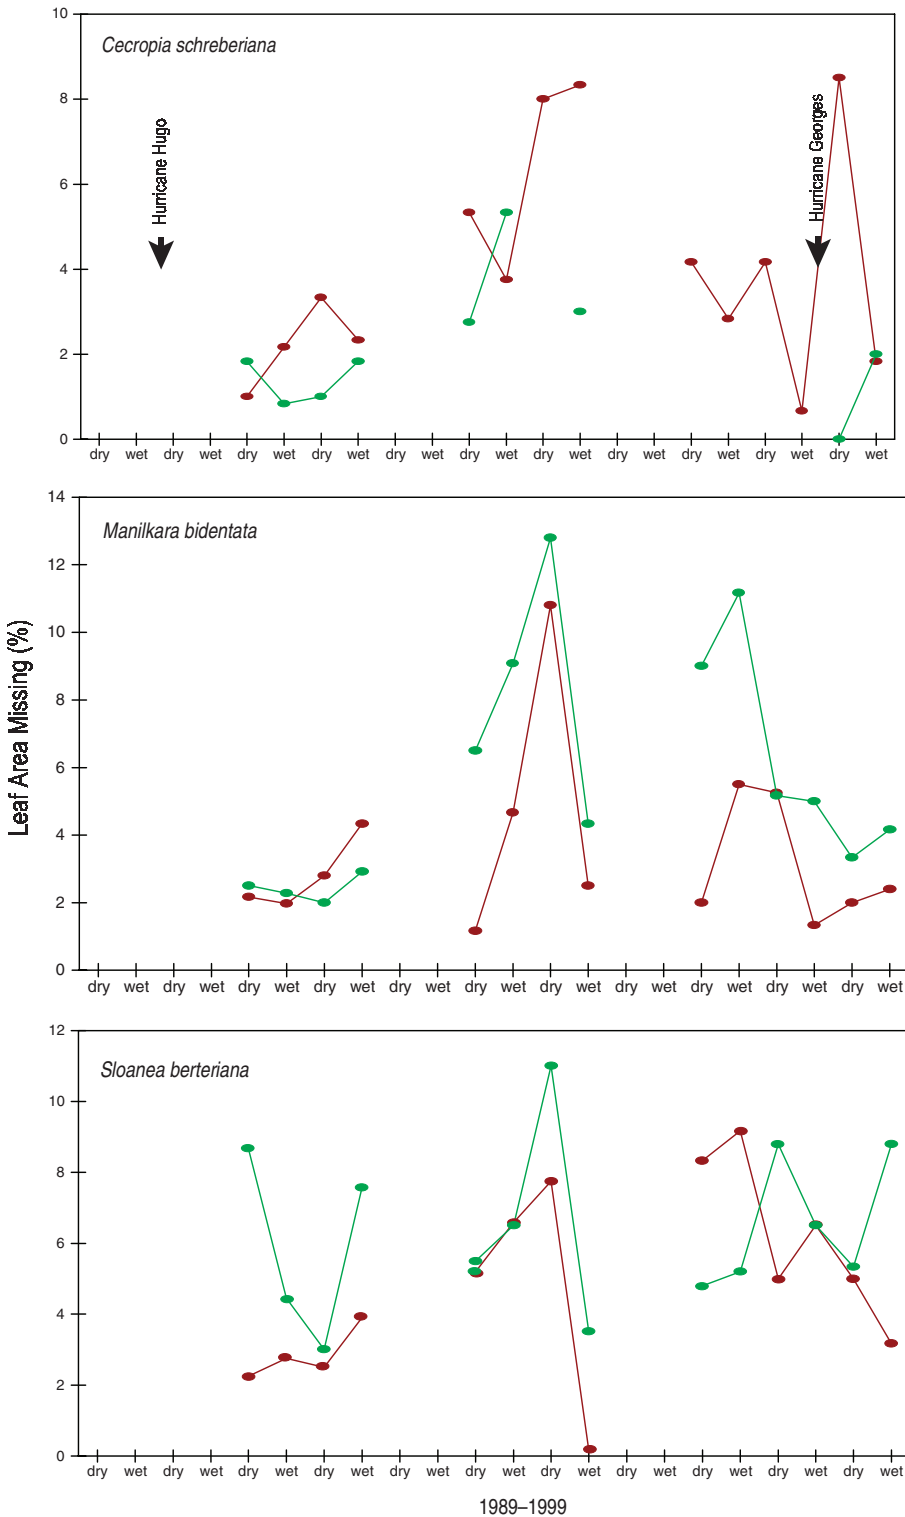 Leaf Area Missing (%)
Cecropia schreberiana
Hurricane Hugo
Hurricane Georges
10
8
6
4
2
0
dry wet dry wet dry wet dry wet dry wet dry wet dry wet dry wet dry wet dry wet dry wet
Manilkara bidentata
14
12
10
8
6
4
2
0
dry wet dry wet dry wet dry wet dry wet dry wet dry wet dry wet dry wet dry wet dry wet
Sloanea berteriana
12
10
8
6
4
2
0
dry wet dry wet dry wet dry wet dry wet dry wet dry wet dry wet dry wet dry wet dry wet
1989–1999